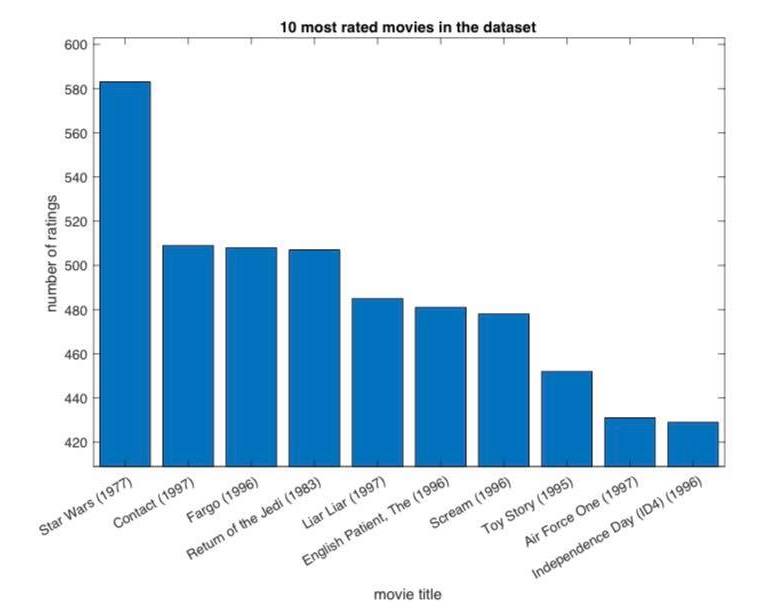 10 most rated movies in the dataset
600
580
560
540
520
500
480
460
440
420
number of ratings
Star Wars (1977)
Contact (1997)
Fargo (1996)
Return of the Jedi (1983)
Liar Liar (1997)
English Patient, The (1996)
Scream (1996)
Toy Story (1995)
Air Force One (1997)
Independence Day (ID4) (1996)
movie title